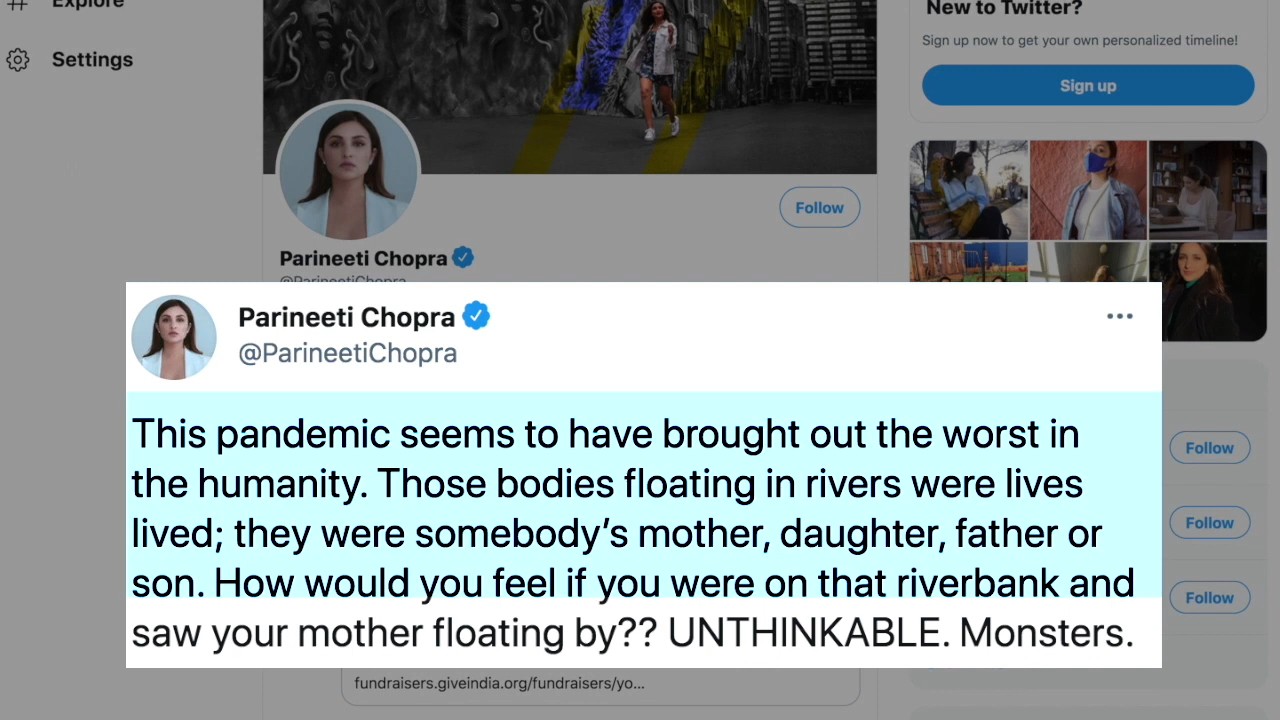 Explore
Settings
New to Twitter?
Sign up now to get your own personalized timeline!
Sign up
Follow
Parineeti Chopra
@ParineetiChopra
Parineeti Chopra
@ParineetiChopra
This pandemic seems to have brought out the worst in
the humanity. Those bodies floating in rivers were lives
lived; they were somebody's mother, daughter, father or
son. How would you feel if you were on that riverbank and
saw your mother floating by?? UNTHINKABLE. Monsters.
Follow
Follow
Follow
fundraisers.giveindia.org/fundraisers/yo...